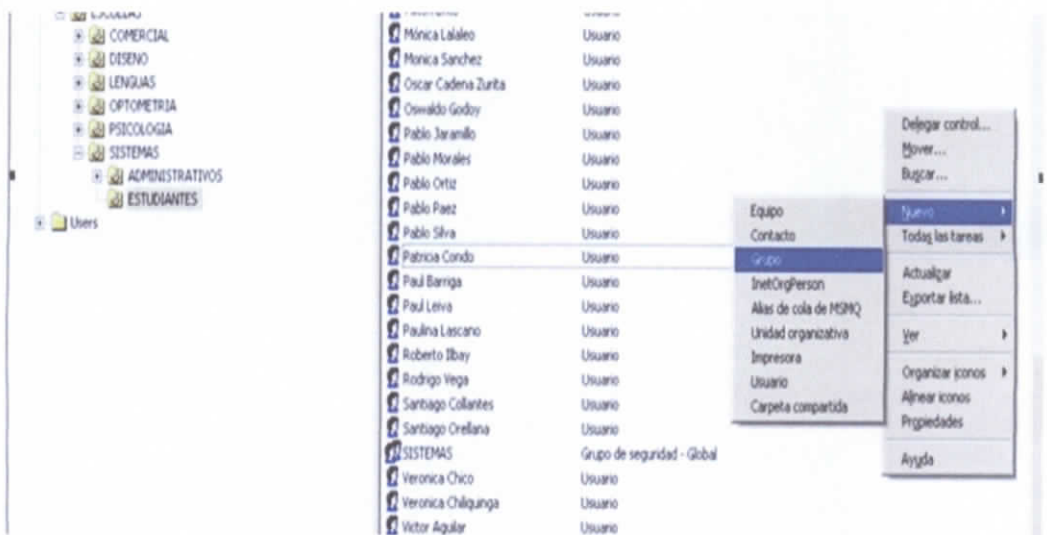 ESCUELAS
COMERCIAL
DISENO
LENGUAS
OPTOMETRIA
PSICOLOGIA
SISTEMAS
ADMINISTRATIVOS
ESTUDIANTES
Users
Mónica Lalaleo Usuario
Monica Sanchez Usuario
Oscar Cadena Zurita Usuario
Oswaldo Godoy Usuario
Pablo Jaramillo Usuario
Pablo Morales Usuario
Pablo Ortiz Usuario
Pablo Paez Usuario
Pablo Silva Usuario
Patricia Condo Usuario
Paul Barriga Usuario
Paul Leiva Usuario
Paulina Lascano Usuario
Roberto Ilbay Usuario
Rodrigo Vega Usuario
Santiago Collantes Usuario
Santiago Orellana Usuario
SISTEMAS Grupo de seguridad - Global
Veronica Chico Usuario
Veronica Chiliquinga Usuario
Victor Aguilar Usuario
Equipo
Contacto
Grupo
InetOrgPerson
Alias de cola de MSMQ
Unidad organizativa
Impresora
Usuario
Carpeta compartida
Delegar control...
Mover...
Buscar...
Nuevo
Todas las tareas
Actualizar
Exportar lista...
Ver
Organizar iconos
Alinear iconos
Propiedades
Ayuda